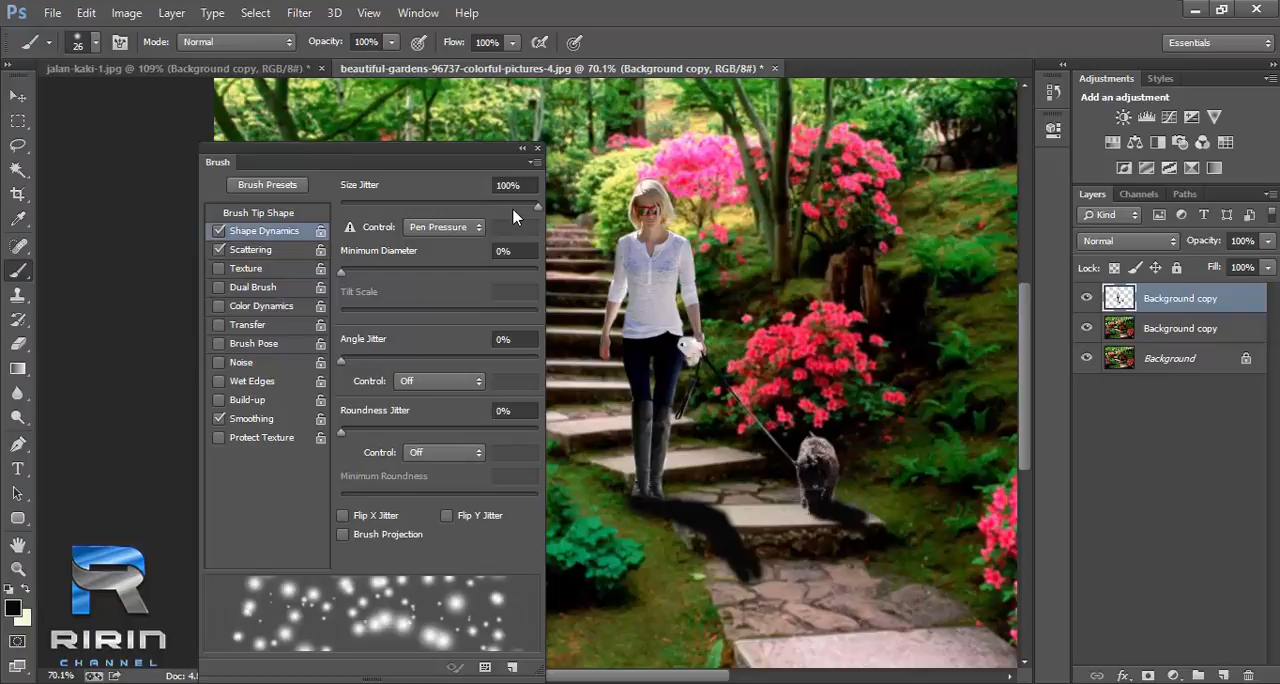 Ps File Edit Image Layer Type Select Filter 3D View Window Help
26 Mode: Normal Opacity: 100% Flow: 100% Essentials
jalan-kaki-1.jpg @ 109% (Background copy, RGB/8#) * × beautiful-gardens-96737-colorful-pictures-4.jpg @ 70.1% (Background copy, RGB/8#) * ×
Brush
Brush Presets
Brush Tip Shape
Shape Dynamics
Scattering
Texture
Dual Brush
Color Dynamics
Transfer
Brush Pose
Noise
Wet Edges
Build-up
Smoothing
Protect Texture
Size Jitter 100%
Control: Pen Pressure
Minimum Diameter 0%
Tilt Scale
Angle Jitter 0%
Control: Off
Roundness Jitter 0%
Control: Off
Minimum Roundness
Flip X Jitter Flip Y Jitter
Brush Projection
Adjustments Styles
Add an adjustment
Layers Channels Paths
Kind
Normal Opacity: 100%
Lock: Fill: 100%
Background copy
Background copy
Background
RIRIN
CHANNEL
70.1% Doc: 4.